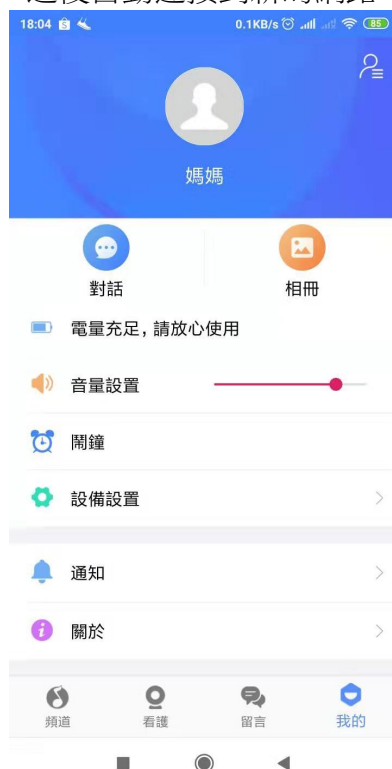 18:04 0.1KB/s 85
媽媽
對話
相冊
電量充足，請放心使用
音量設置
鬧鐘
設備設置
通知
關於
頻道
看護
留言
我的